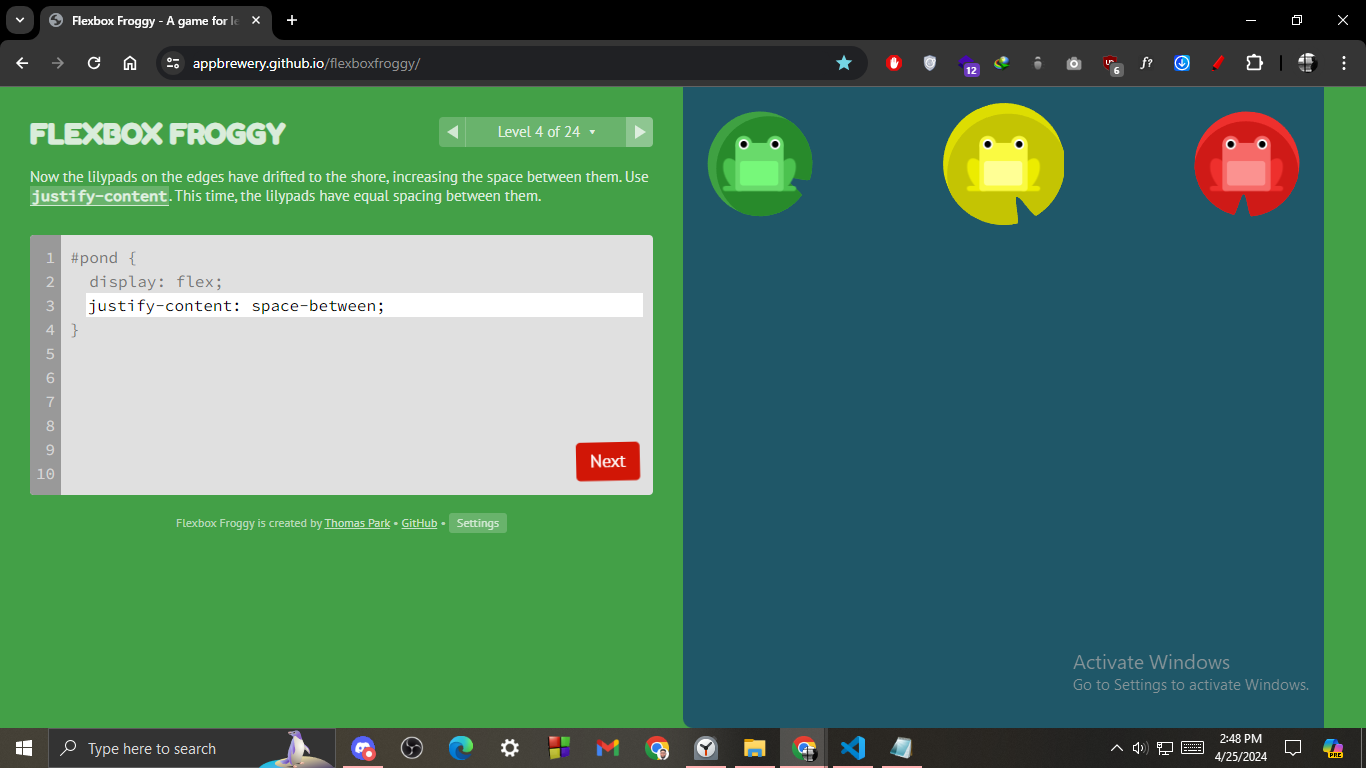 Flexbox Froggy - A game for le
appbrewery.github.io/flexboxfroggy/
12
6
f?
FLEXBOX FROGGY
Level 4 of 24
Now the lilypads on the edges have drifted to the shore, increasing the space between them. Use
justify-content. This time, the lilypads have equal spacing between them.
1 #pond {
2 display: flex;
3 justify-content: space-between;
4 }
5
6
7
8
9
10
Next
Flexbox Froggy is created by Thomas Park • GitHub • Settings
Activate Windows
Go to Settings to activate Windows.
Type here to search
2:48 PM
4/25/2024
PRE